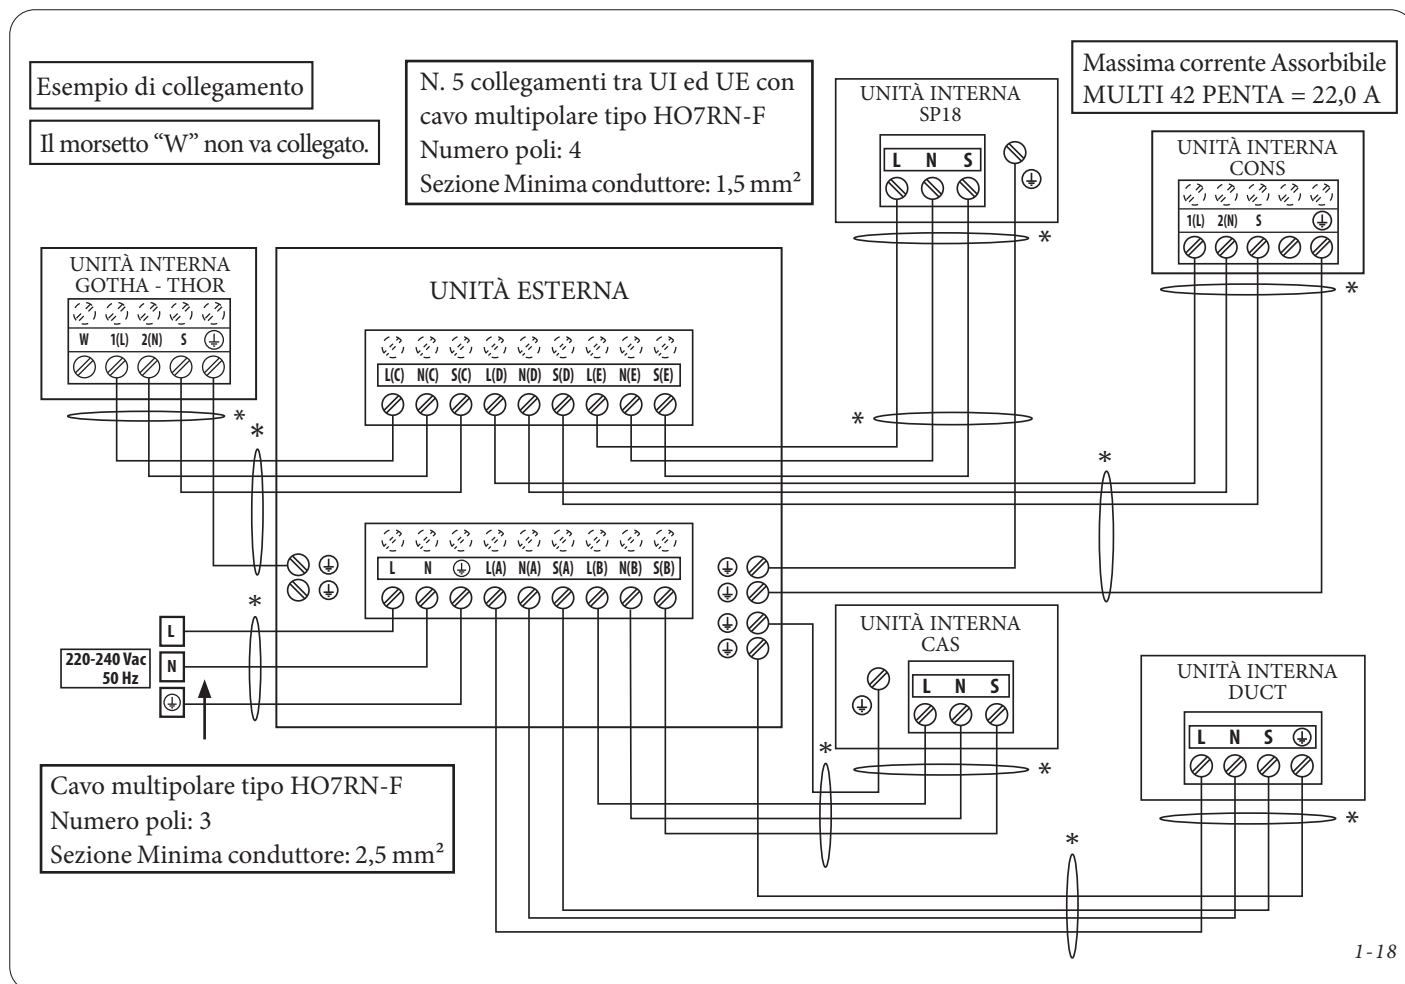 Esempio di collegamento
Il morsetto “W” non va collegato.
N. 5 collegamenti tra UI ed UE con
cavo multipolare tipo HO7RN-F
Numero poli: 4
Sezione Minima conduttore: 1,5 mm²
UNITÀ INTERNA
SP18
L N S
*
Massima corrente Assorbibile
MULTI 42 PENTA = 22,0 A
UNITÀ INTERNA
CONS
1(L) 2(N) S
*
UNITÀ INTERNA
GOTHA - THOR
W 1(L) 2(N) S
*
*
UNITÀ ESTERNA
L(C) N(C) S(C) L(D) N(D) S(D) L(E) N(E) S(E)
*
*
L N L(A) N(A) S(A) L(B) N(B) S(B)
*
L
220-240 Vac
50 Hz
N
UNITÀ INTERNA
CAS
L N S
*
*
UNITÀ INTERNA
DUCT
L N S
*
*
Cavo multipolare tipo HO7RN-F
Numero poli: 3
Sezione Minima conduttore: 2,5 mm²
1-18